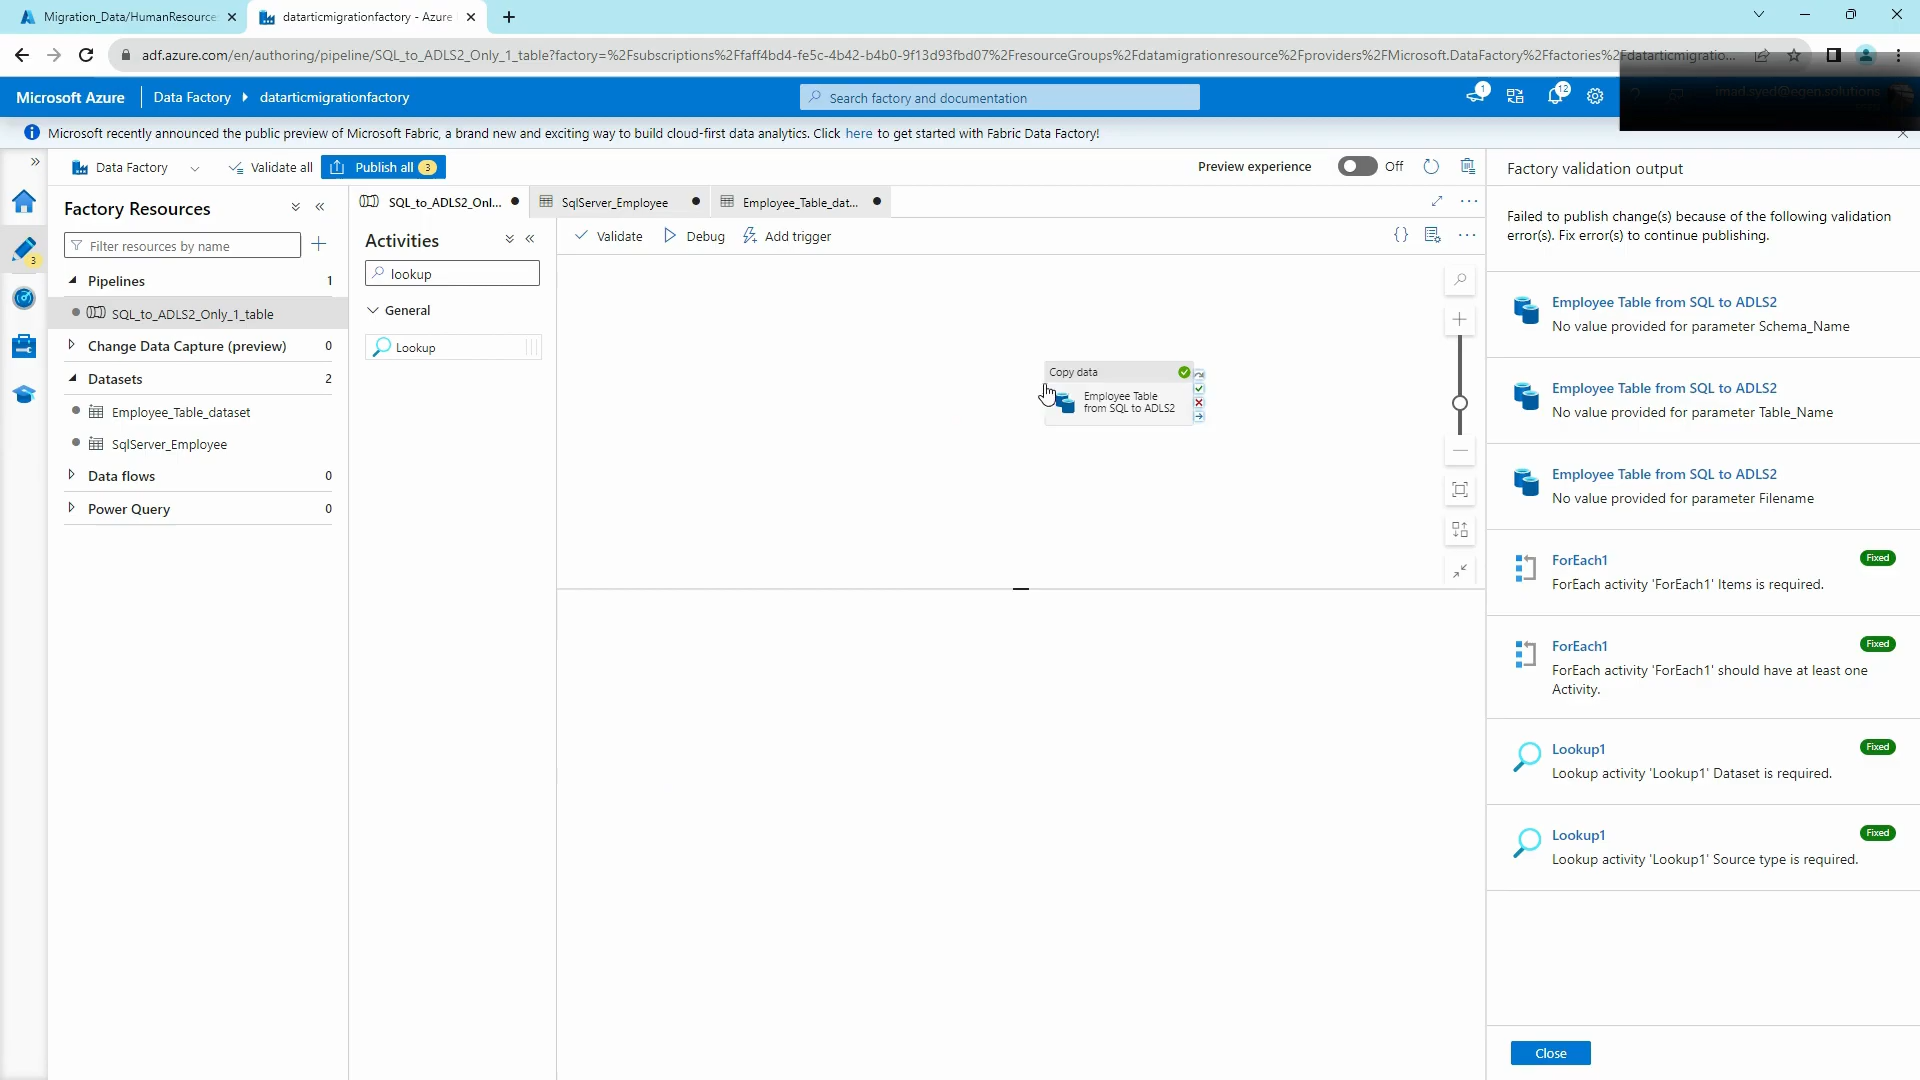 Migration_Data/HumanResource
datarticmigrationfactory - Azure
adf.azure.com/en/authoring/pipeline/SQL_to_ADLS2_Only_1_table?factory=%2Fsubscriptions%2Ffaff4bd4-fe5c-4b42-b4b0-9f13d93fbd07%2FresourceGroups%2Fdatamigrationresource%2Fproviders%2FMicrosoft.DataFactory%2Ffactories%2Fdatarticmigratio...
Microsoft Azure
Data Factory
datarticmigrationfactory
Search factory and documentation
1
12
imad.syed@egen.solutions
Microsoft recently announced the public preview of Microsoft Fabric, a brand new and exciting way to build cloud-first data analytics. Click here to get started with Fabric Data Factory!
Data Factory
Validate all
Publish all
3
Preview experience
Off
3
Factory Resources
Filter resources by name
Pipelines
1
SQL_to_ADLS2_Only_1_table
Change Data Capture (preview)
0
Datasets
2
Employee_Table_dataset
SqlServer_Employee
Data flows
0
Power Query
0
SQL_to_ADLS2_Onl...
SqlServer_Employee
Employee_Table_dat...
Activities
lookup
General
Lookup
Validate
Debug
Add trigger
{}
Copy data
Employee Table
from SQL to ADLS2
Factory validation output
Failed to publish change(s) because of the following validation
error(s). Fix error(s) to continue publishing.
Employee Table from SQL to ADLS2
No value provided for parameter Schema_Name
Employee Table from SQL to ADLS2
No value provided for parameter Table_Name
Employee Table from SQL to ADLS2
No value provided for parameter Filename
ForEach1
Fixed
ForEach activity 'ForEach1' Items is required.
ForEach1
Fixed
ForEach activity 'ForEach1' should have at least one
Activity.
Lookup1
Fixed
Lookup activity 'Lookup1' Dataset is required.
Lookup1
Fixed
Lookup activity 'Lookup1' Source type is required.
Close